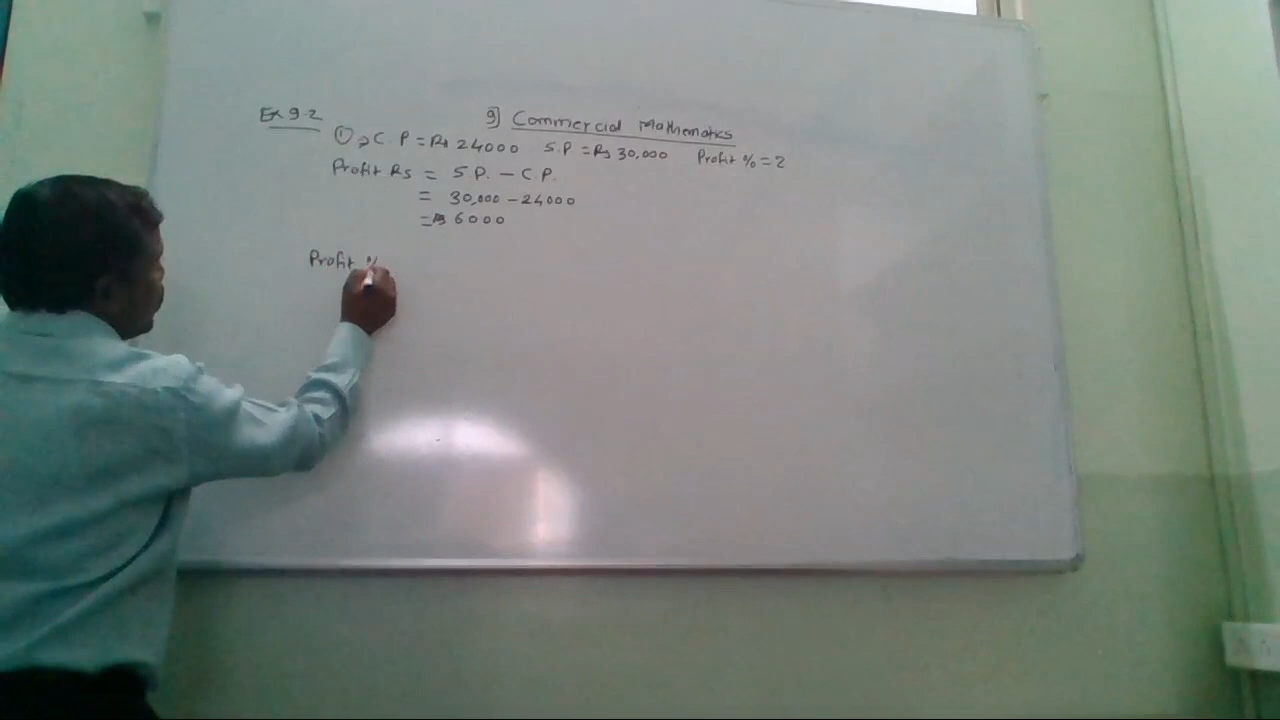 Ex 9.2
9] Commercial Mathematics
① → C.P = Rs 24000 S.P = Rs 30,000 Profit % = ?
Profit Rs = S.P. - C.P.
= 30,000 - 24000
= Rs 6000
Profit %